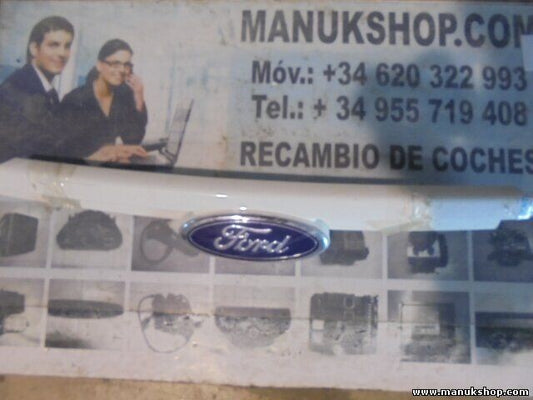 MANUKSHOP.COM
Móv.: +34 620 322 993
Tel.: + 34 955 719 408
RECAMBIO DE COCHES
Ford
www.manukshop.com